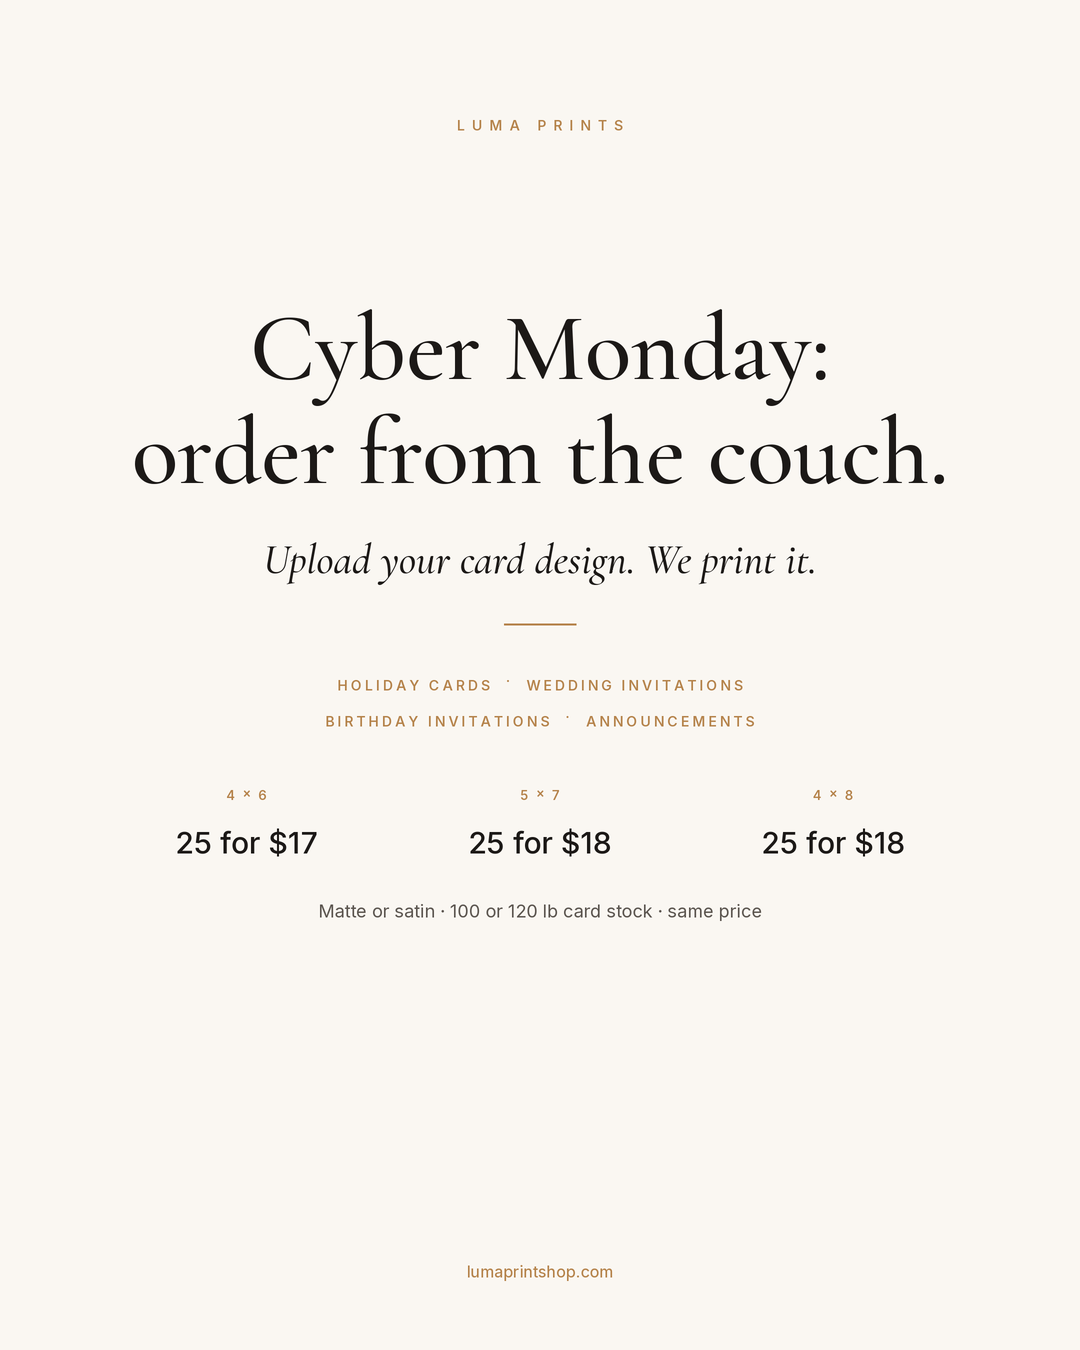 LUMA PRINTS
Cyber Monday:
order from the couch.
Upload your card design. We print it.
HOLIDAY CARDS · WEDDING INVITATIONS
BIRTHDAY INVITATIONS · ANNOUNCEMENTS
4 × 6 5 × 7 4 × 8
25 for $17 25 for $18 25 for $18
Matte or satin · 100 or 120 lb card stock · same price
lumaprintshop.com